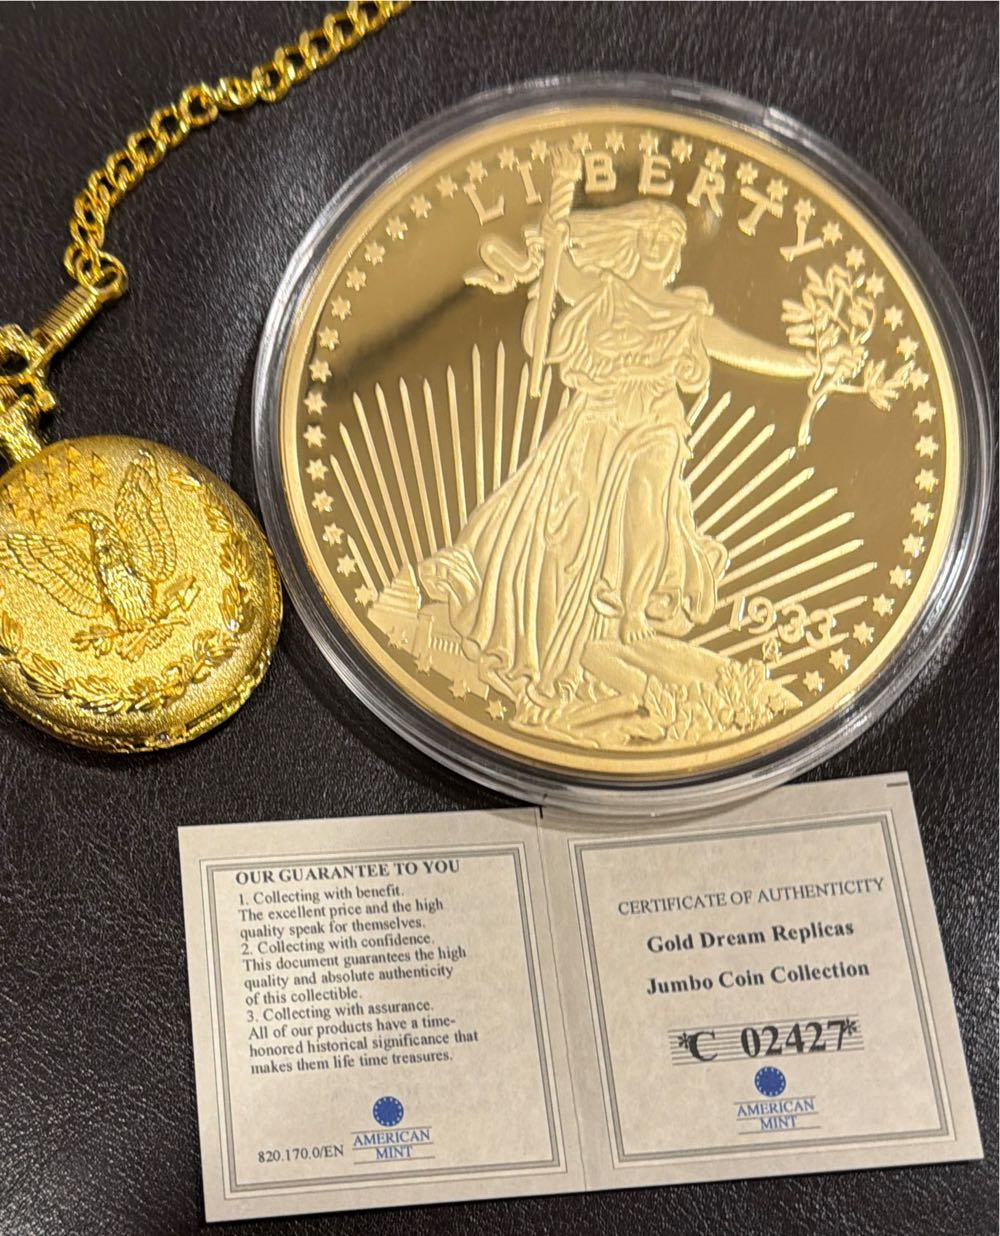 LIBERTY
1933
OUR GUARANTEE TO YOU
1. Collecting with benefit.
The excellent price and the high
quality speak for themselves.
2. Collecting with confidence.
This document guarantees the high
quality and absolute authenticity
of this collectible.
3. Collecting with assurance.
All of our products have a time-
honored historical significance that
makes them life time treasures.
820.170.0/EN
AMERICAN
MINT
CERTIFICATE OF AUTHENTICITY
Gold Dream Replicas
Jumbo Coin Collection
*C 02427*
AMERICAN
MINT